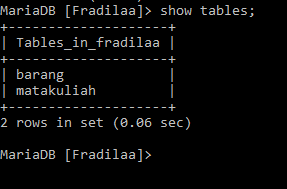 MariaDB [Fradilaa]> show tables;
+--------------------+
| Tables_in_fradilaa |
+--------------------+
| barang             |
| matakuliah         |
+--------------------+
2 rows in set (0.06 sec)
MariaDB [Fradilaa]>